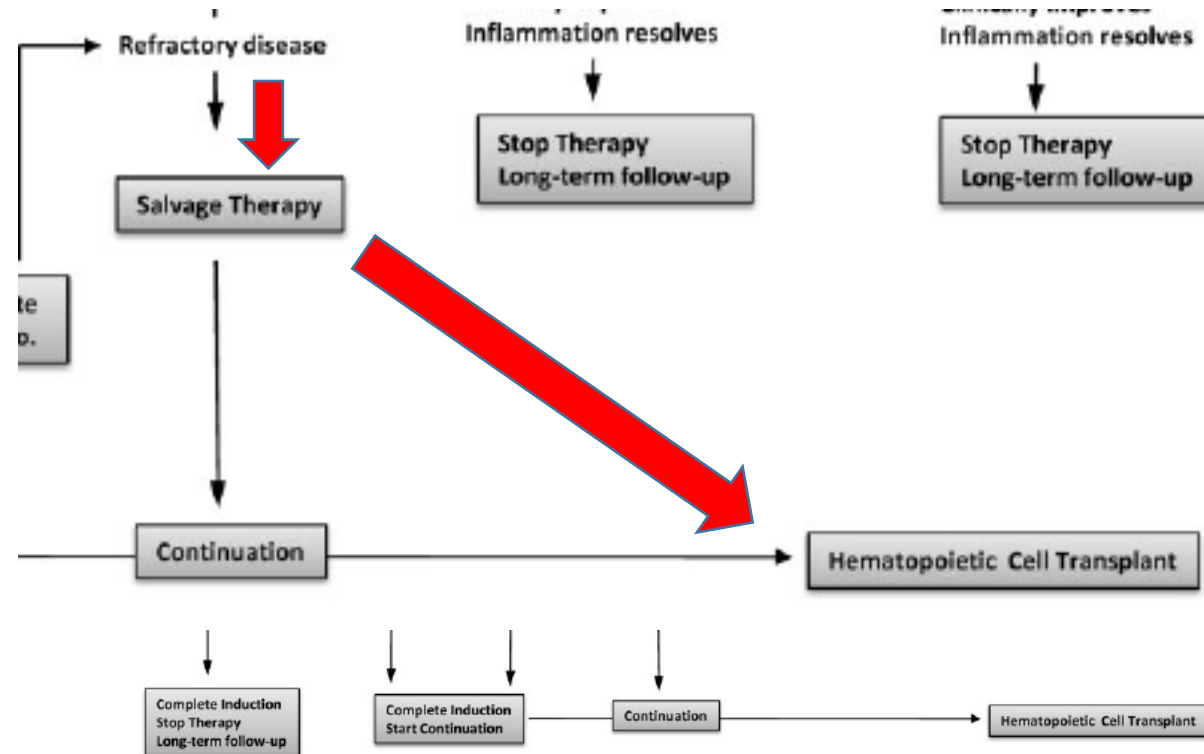 Refractory disease
Inflammation resolves
Inflammation resolves
Stop Therapy
Long-term follow-up
Stop Therapy
Long-term follow-up
Salvage Therapy
Continuation
Hematopoietic Cell Transplant
Complete Induction
Stop Therapy
Long-term follow-up
Complete Induction
Start Continuation
Continuation
Hematopoietic Cell Transplant